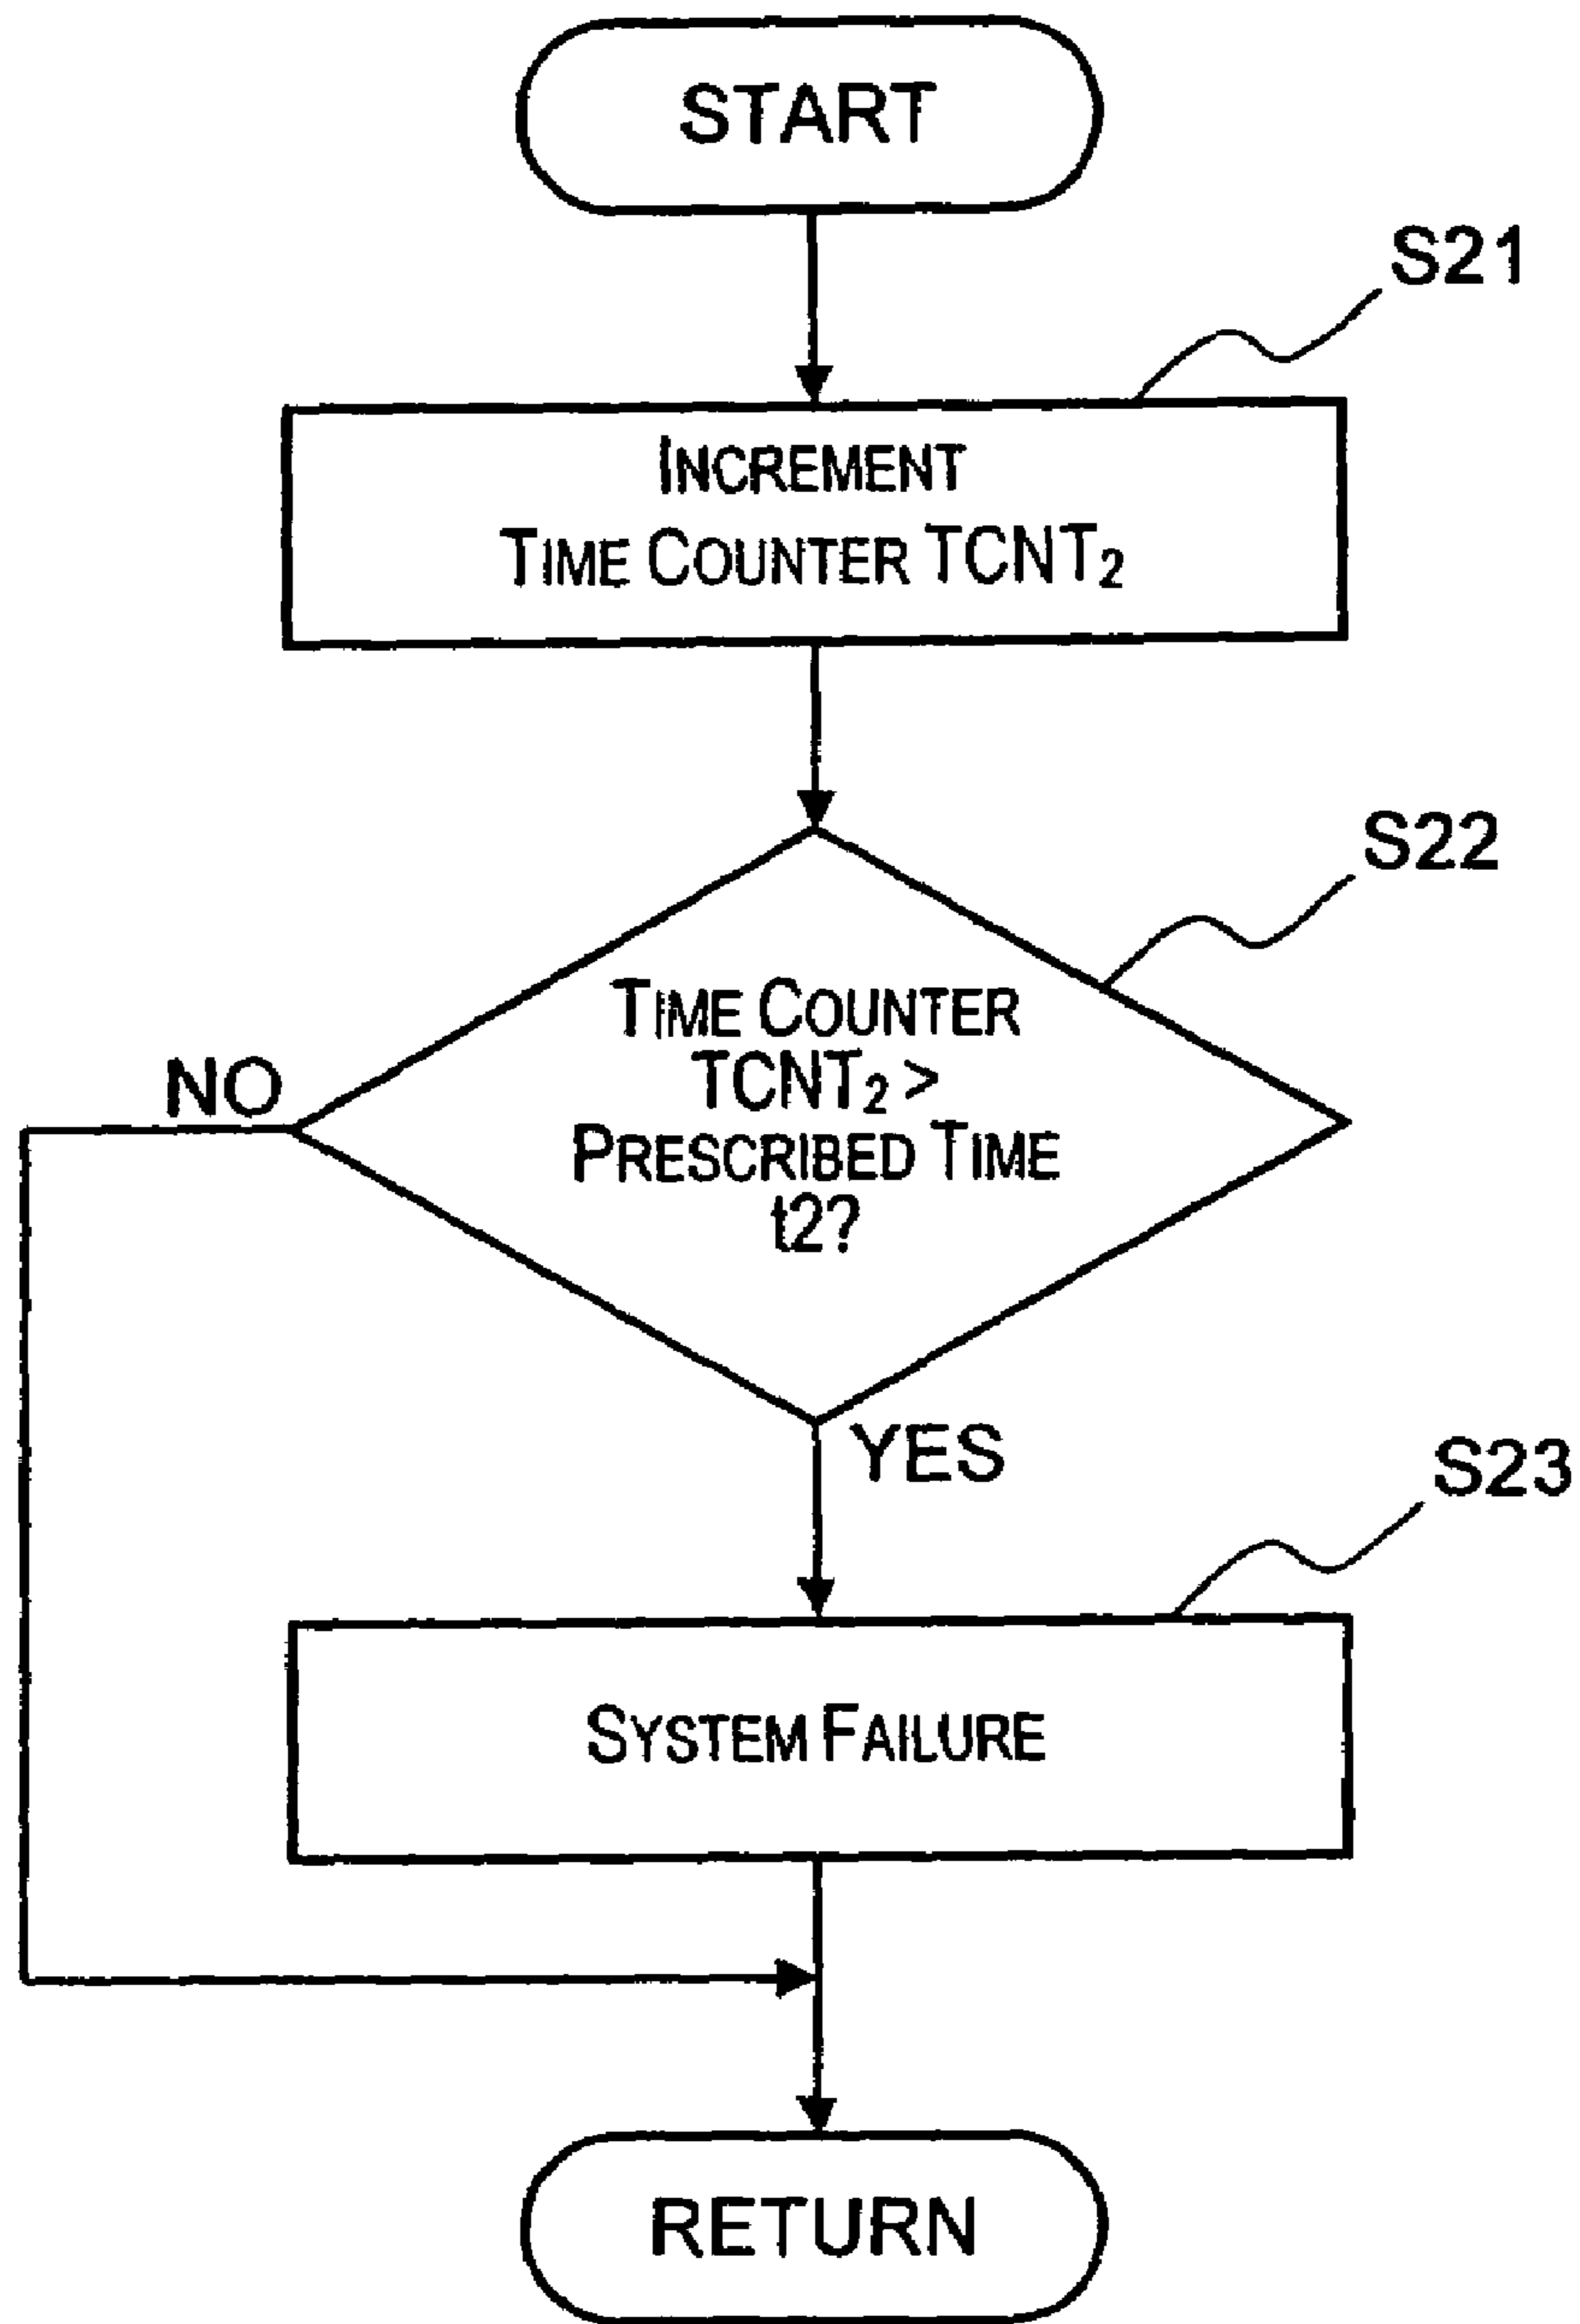 START
S21
INCREMENT
TIME COUNTER TCNT₂
S22
TIME COUNTER
TCNT₂ >
PRESCRIBED TIME
t2?
NO
YES
S23
SYSTEM FAILURE
RETURN